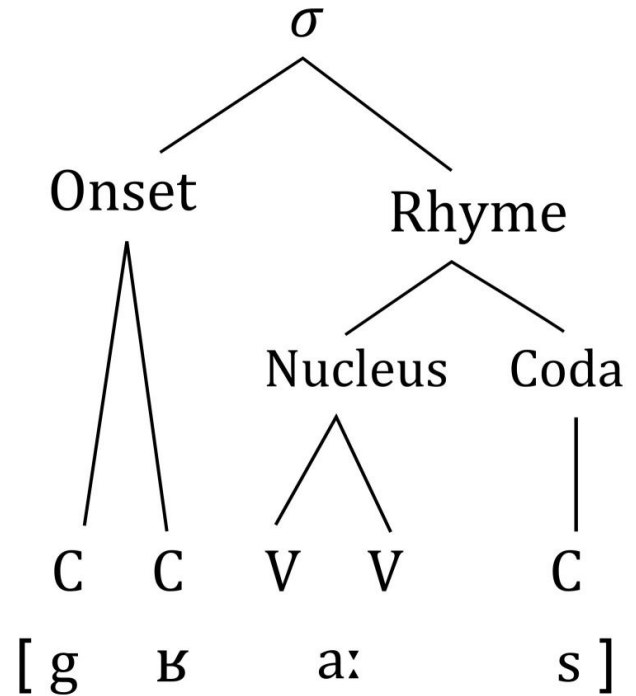 σ
Onset
Rhyme
Nucleus Coda
C C V V C
[ g ʁ aː s ]